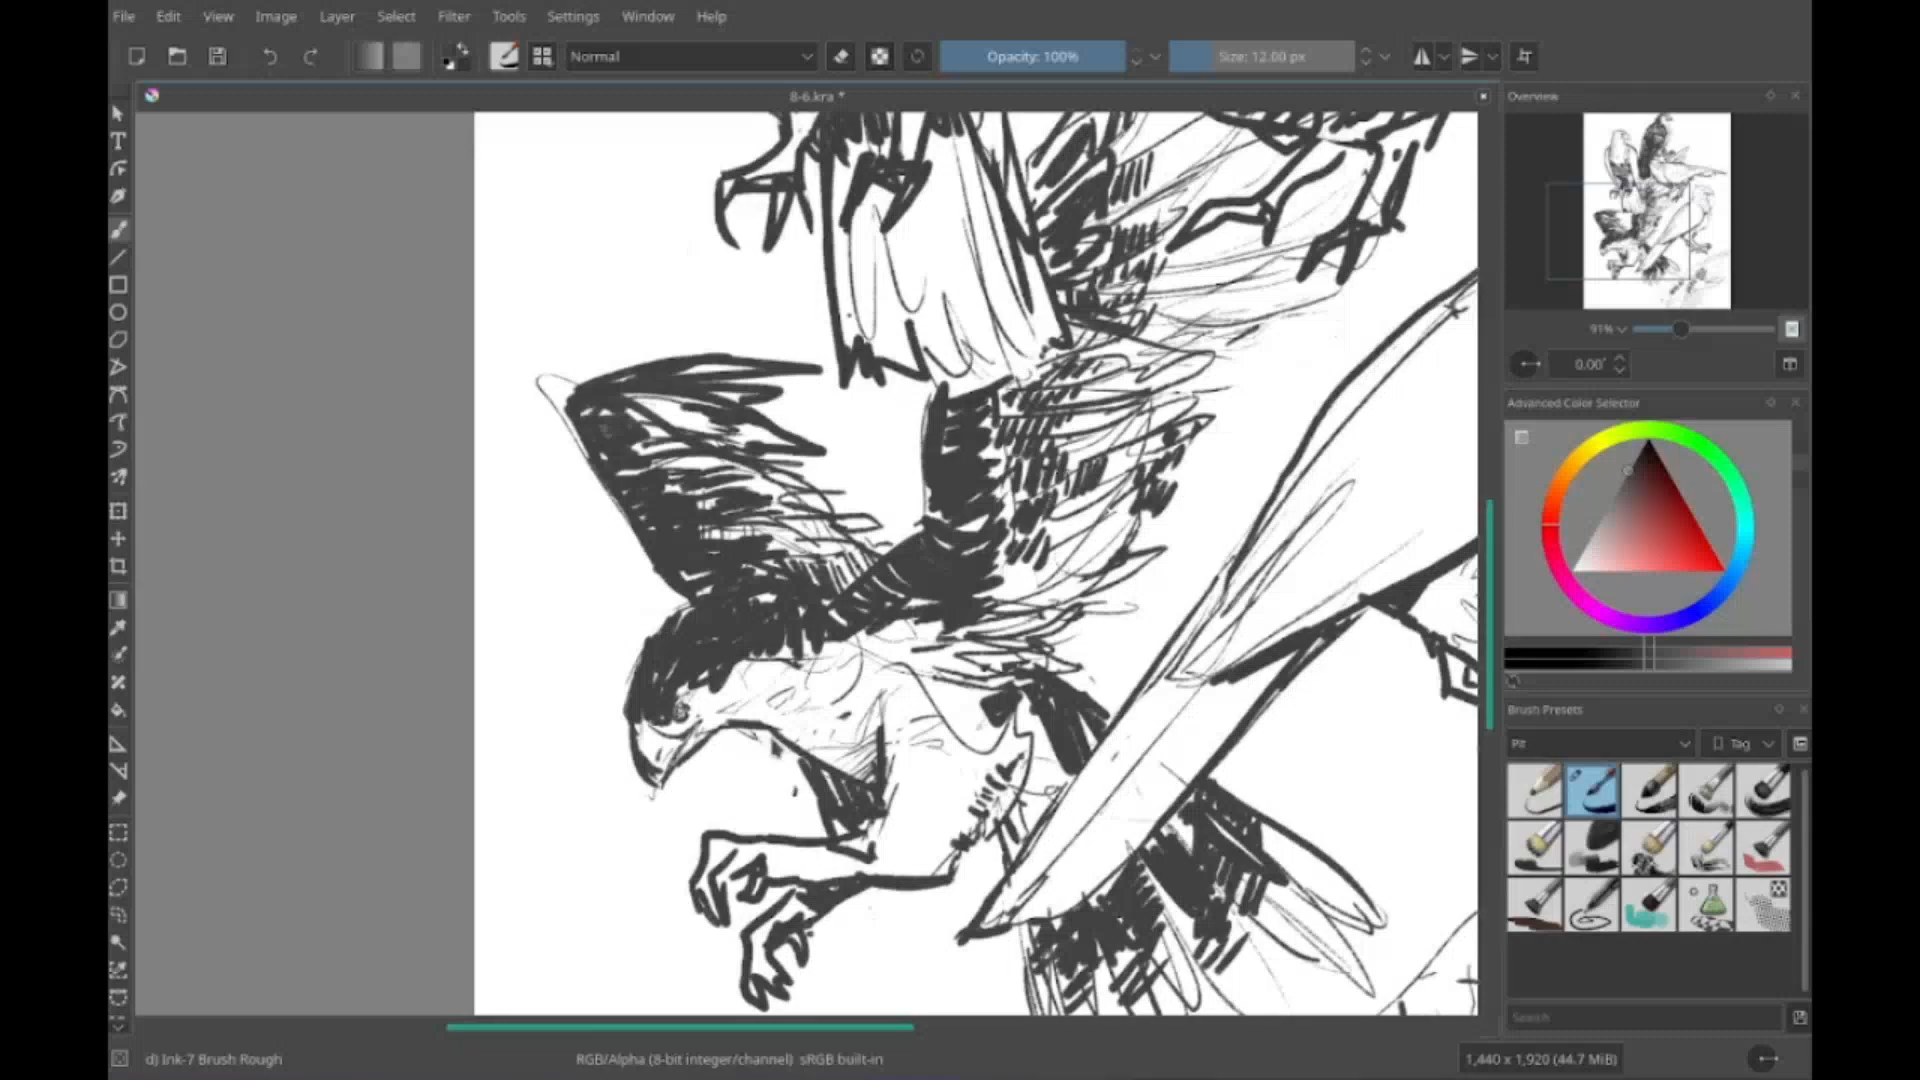 File Edit View Image Layer Select Filter Tools Settings Window Help
Normal
Opacity: 100%
Size: 12.00 px
8-6.kra *
Overview
91%
0.00°
Advanced Color Selector
Brush Presets
Tag
Search
d) Ink-7 Brush Rough
RGB/Alpha (8-bit integer/channel) sRGB built-in
1,440 x 1,920 (44.7 MiB)